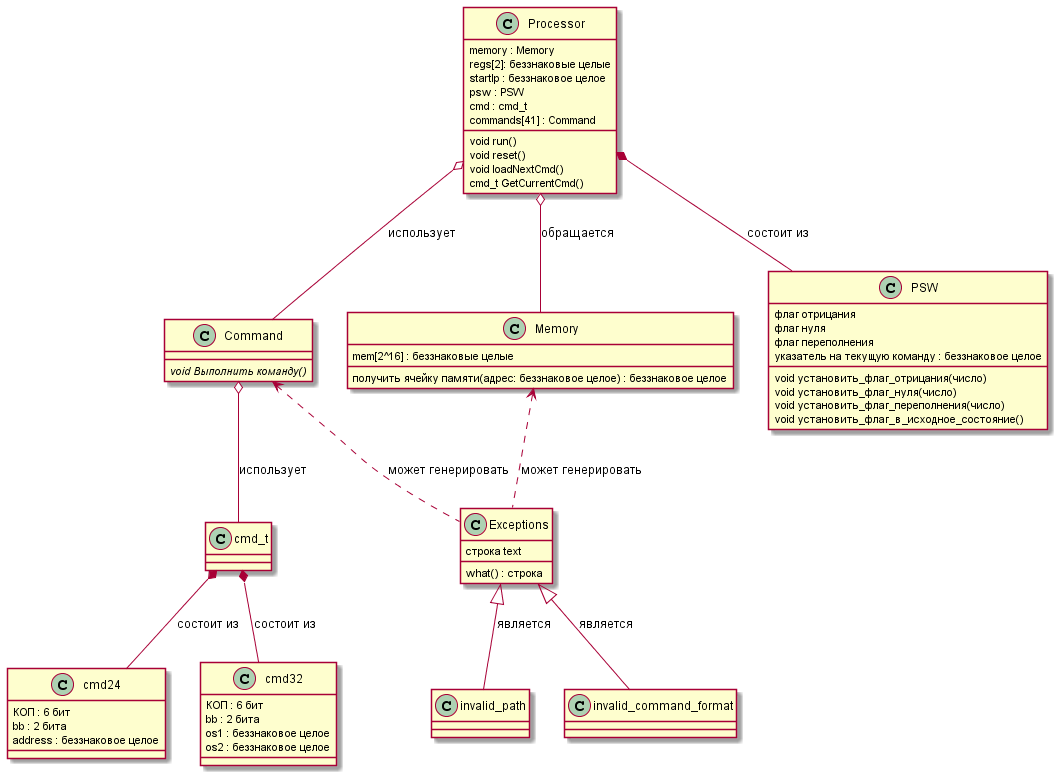 C Processor
memory : Memory
regs[2]: беззнаковые целые
startIp : беззнаковое целое
psw : PSW
cmd : cmd_t
commands[41] : Command
void run()
void reset()
void loadNextCmd()
cmd_t GetCurrentCmd()
использует
обращается
состоит из
C Command
void Выполнить команду()
C Memory
mem[2^16] : беззнаковые целые
получить ячейку памяти(адрес: беззнаковое целое) : беззнаковое целое
C PSW
флаг отрицания
флаг нуля
флаг переполнения
указатель на текущую команду : беззнаковое целое
void установить_флаг_отрицания(число)
void установить_флаг_нуля(число)
void установить_флаг_переполнения(число)
void установить_флаг_в_исходное_состояние()
использует
может генерировать
может генерировать
C cmd_t
C Exceptions
строка text
what() : строка
состоит из
состоит из
является
является
C cmd24
КОП : 6 бит
bb : 2 бита
address : беззнаковое целое
C cmd32
КОП : 6 бит
bb : 2 бита
os1 : беззнаковое целое
os2 : беззнаковое целое
C invalid_path
C invalid_command_format